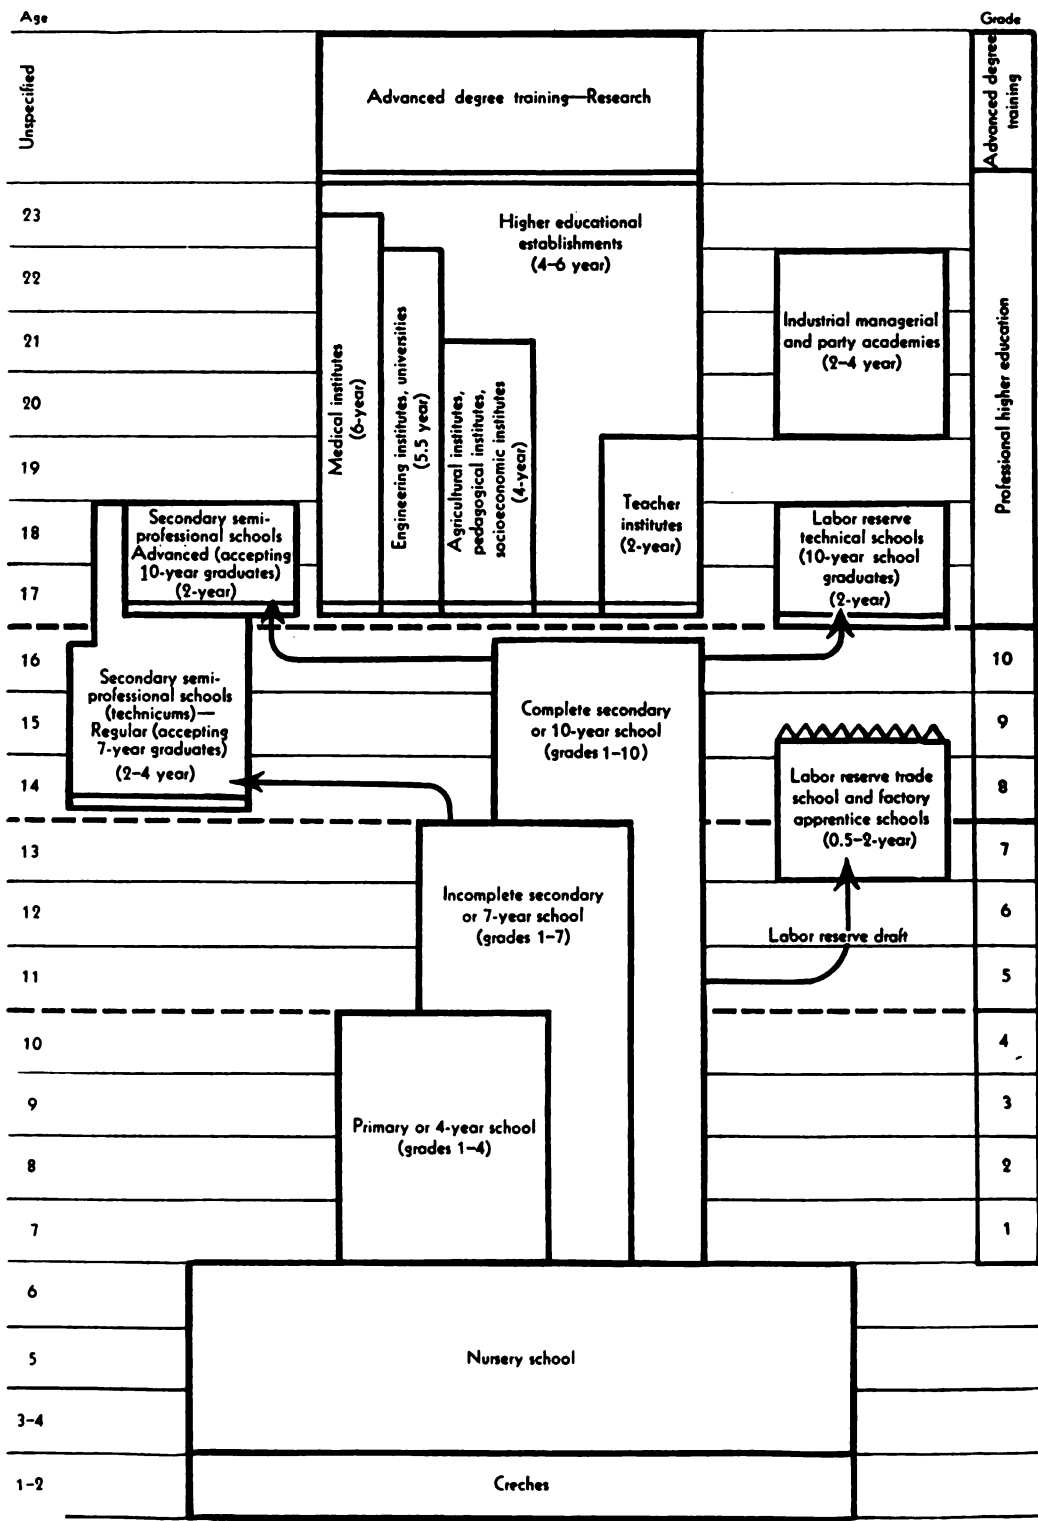 Age
Grade
Unspecified
Advanced degree training—Research
Advanced degree
training
23
Higher educational
establishments
(4–6 year)
22
Industrial managerial
and party academies
(2–4 year)
21
20
19
Medical institutes
(6-year)
Engineering institutes, universities
(5.5 year)
Agricultural institutes,
pedagogical institutes,
socioeconomic institutes
(4-year)
Teacher
institutes
(2-year)
Professional higher education
18
17
Secondary semi-
professional schools
Advanced (accepting
10-year graduates)
(2-year)
Labor reserve
technical schools
(10-year school
graduates)
(2-year)
16
10
Secondary semi-
professional schools
(technicums)—
Regular (accepting
7-year graduates)
(2–4 year)
15
Complete secondary
or 10-year school
(grades 1–10)
9
14
Labor reserve trade
school and factory
apprentice schools
(0.5–2-year)
8
13
7
Incomplete secondary
or 7-year school
(grades 1–7)
12
6
Labor reserve draft
11
5
10
4
9
3
Primary or 4-year school
(grades 1–4)
8
2
7
1
6
5
Nursery school
3–4
1–2
Creches